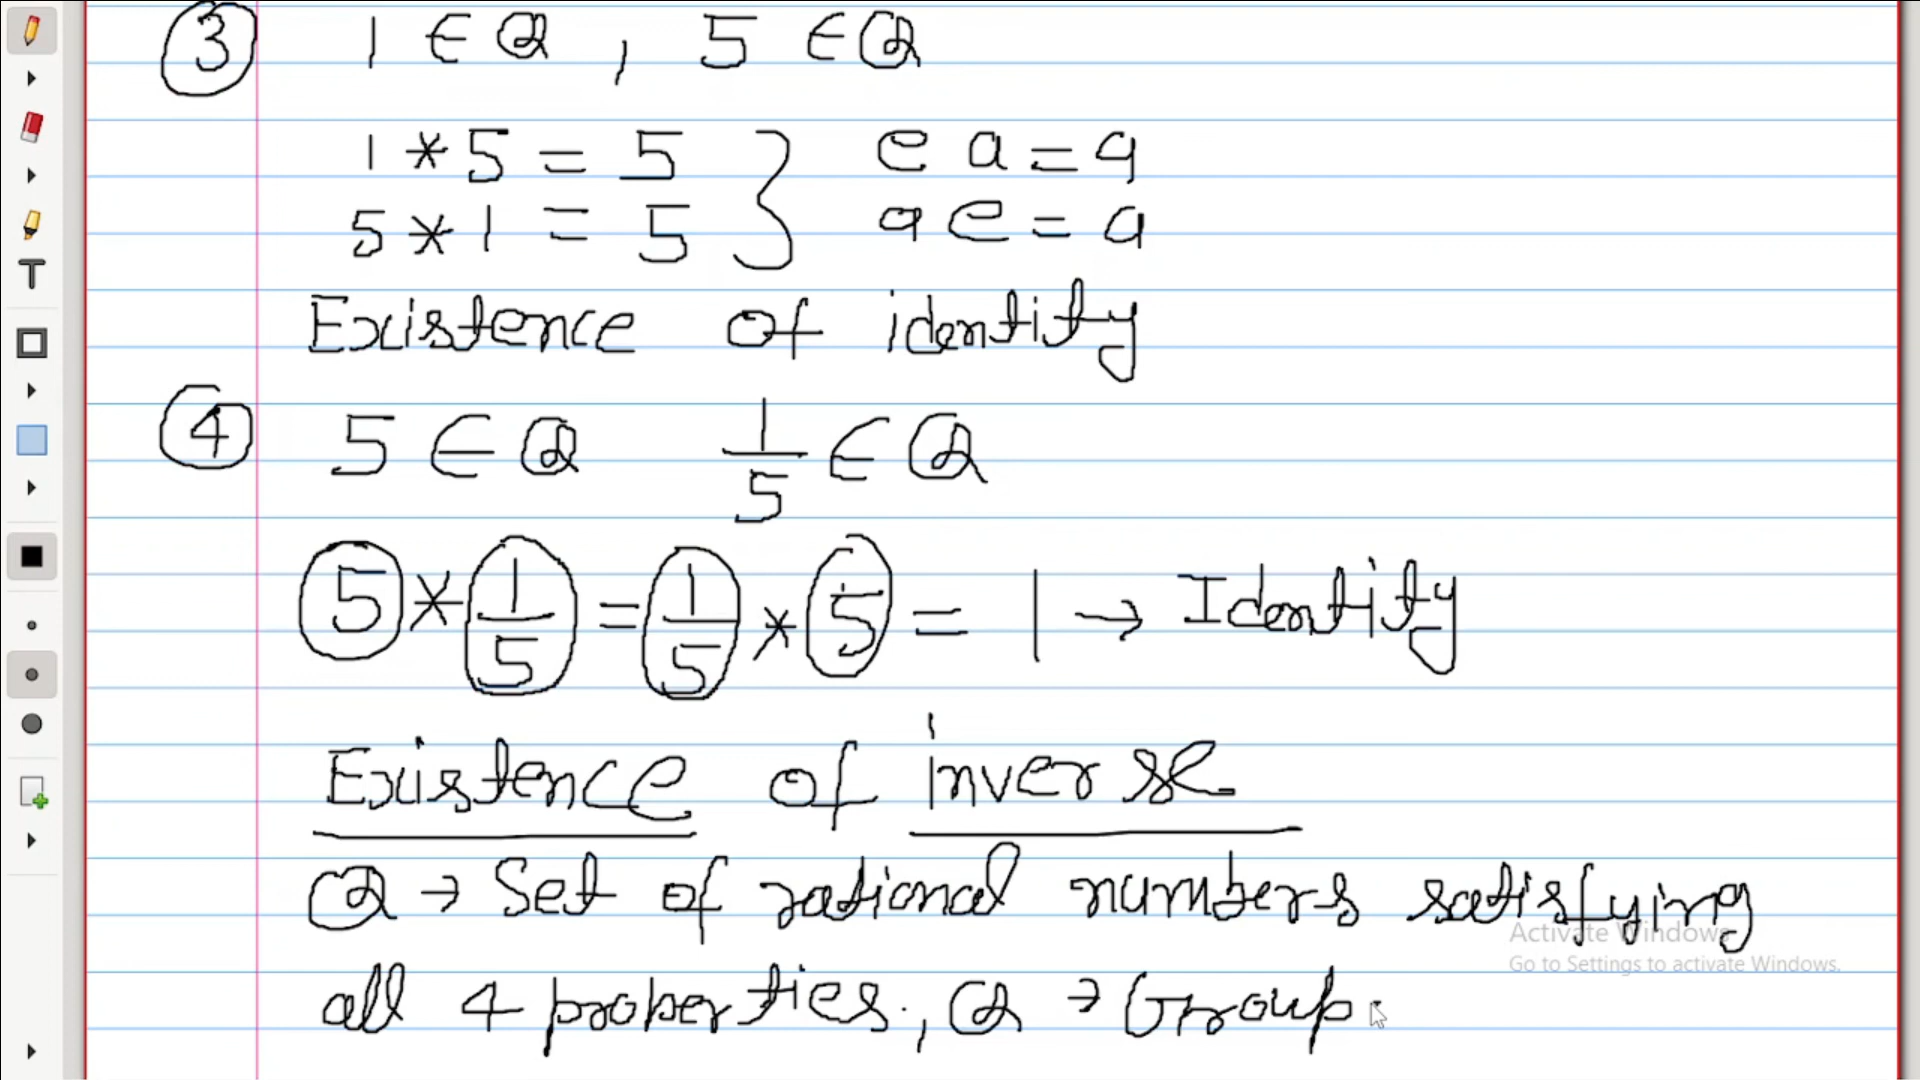 3 1 ∈ Q , 5 ∈ Q
1 * 5 = 5 } e a = a
5 * 1 = 5 a e = a
Existence of identity
4 5 ∈ Q 1/5 ∈ Q
5 * 1/5 = 1/5 * 5 = 1 → Identity
Existence of inverse
Q → Set of rational numbers satisfying
all 4 properties., Q → Group
Activate Windows
Go to Settings to activate Windows.
T